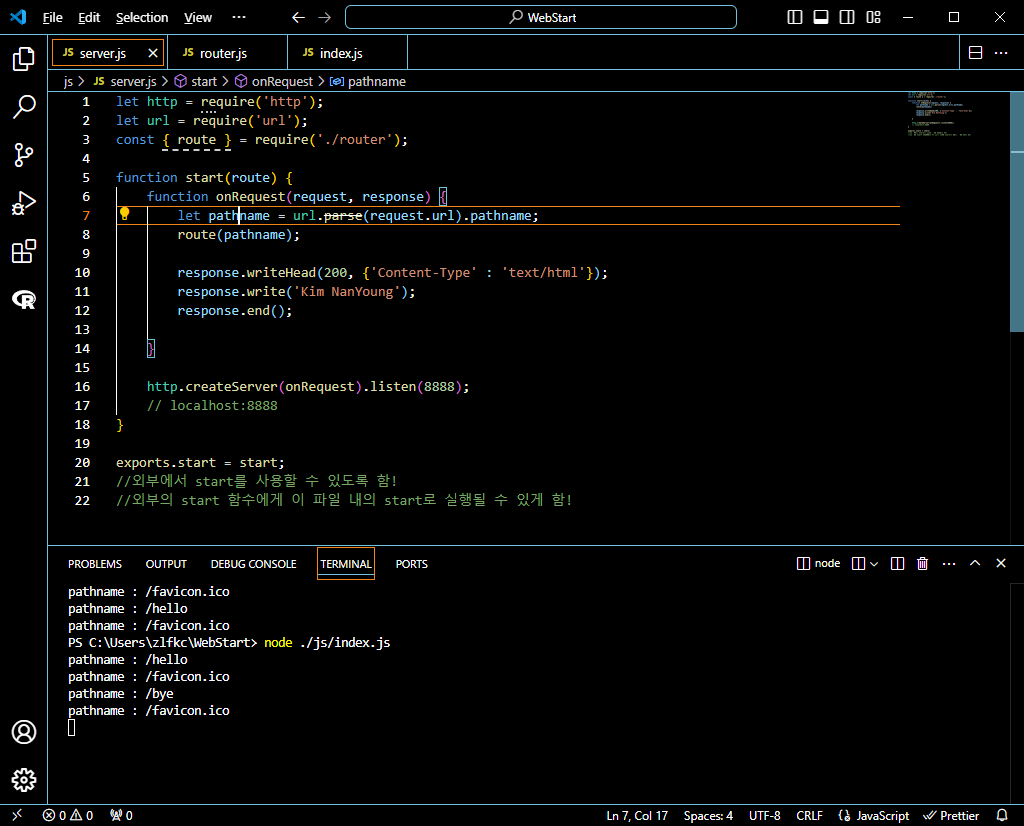 File Edit Selection View ··· WebStart
JS server.js JS router.js JS index.js ···
js > JS server.js > start > onRequest > pathname
1 let http = require('http');
2 let url = require('url');
3 const { route } = require('./router');
4
5 function start(route) {
6 function onRequest(request, response) {
7 let pathname = url.parse(request.url).pathname;
8 route(pathname);
9
10 response.writeHead(200, {'Content-Type' : 'text/html'});
11 response.write('Kim NanYoung');
12 response.end();
13
14 }
15
16 http.createServer(onRequest).listen(8888);
17 // localhost:8888
18 }
19
20 exports.start = start;
21 //외부에서 start를 사용할 수 있도록 함!
22 //외부의 start 함수에게 이 파일 내의 start로 실행될 수 있게 함!
PROBLEMS OUTPUT DEBUG CONSOLE TERMINAL PORTS node ···
pathname : /favicon.ico
pathname : /hello
pathname : /favicon.ico
PS C:\Users\zlfkc\WebStart> node ./js/index.js
pathname : /hello
pathname : /favicon.ico
pathname : /bye
pathname : /favicon.ico
0 0 0 Ln 7, Col 17 Spaces: 4 UTF-8 CRLF JavaScript Prettier